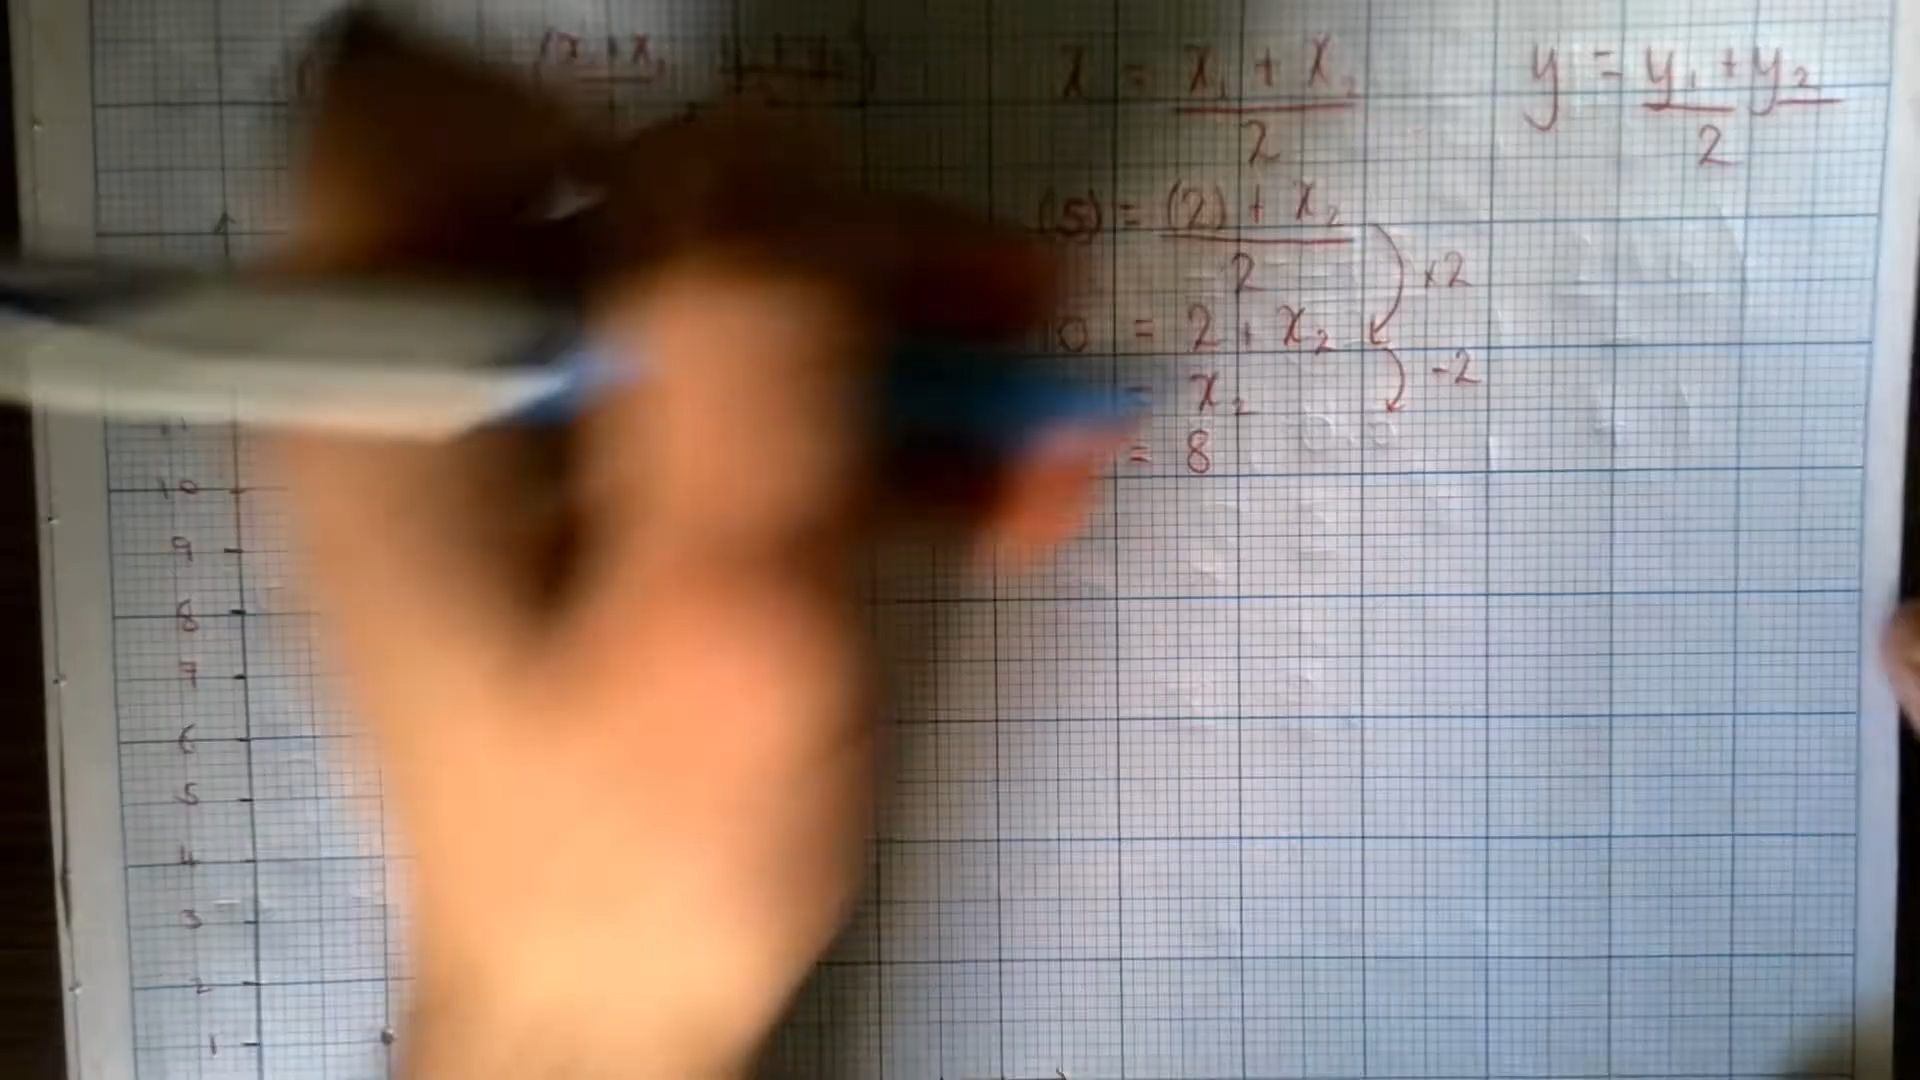 x = x₁ + x₂ / 2
y = y₁ + y₂ / 2
(5) = (2) + x₂ / 2
×2
0 = 2 + x₂
-2
= x₂
= 8
10
9
8
7
6
5
4
3
2
1